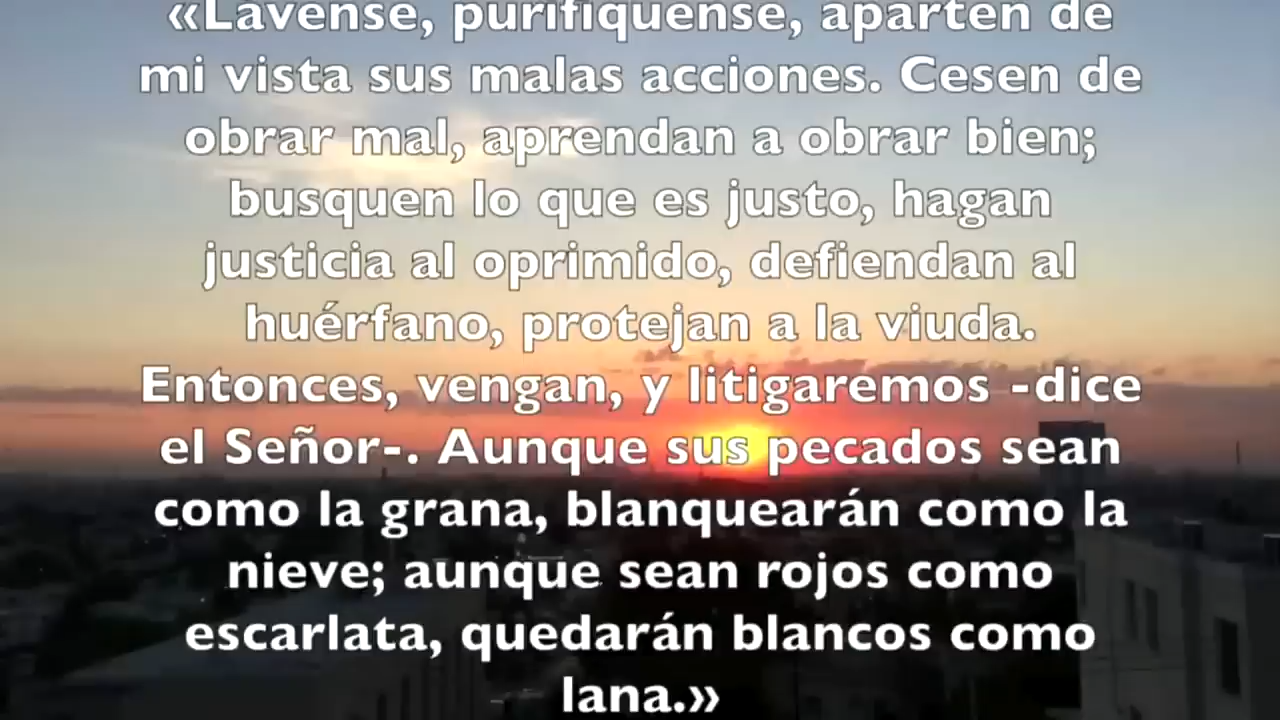 «Lávense, purifíquense, aparten de
mi vista sus malas acciones. Cesen de
obrar mal, aprendan a obrar bien;
busquen lo que es justo, hagan
justicia al oprimido, defiendan al
huérfano, protejan a la viuda.
Entonces, vengan, y litigaremos -dice
el Señor-. Aunque sus pecados sean
como la grana, blanquearán como la
nieve; aunque sean rojos como
escarlata, quedarán blancos como
lana.»